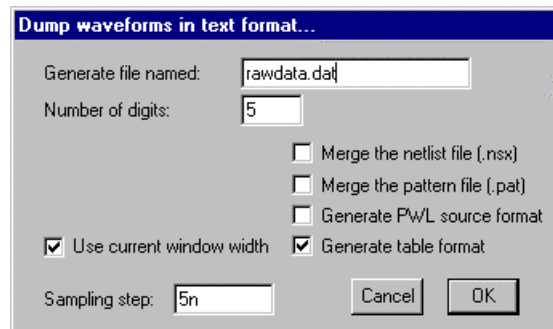 Dump waveforms in text format...
Generate file named: rawdata.dat
Number of digits: 5
Merge the netlist file (.nsx)
Merge the pattern file (.pat)
Generate PWL source format
Use current window width Generate table format
Sampling step: 5n Cancel OK